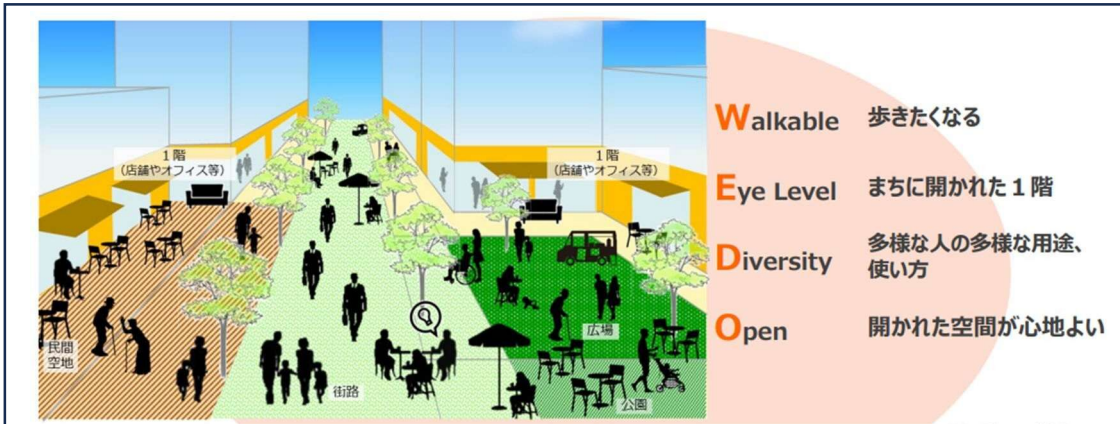 1階
（店舗やオフィス等）
1階
（店舗やオフィス等）
民間
空地
街路
広場
公園
Walkable 歩きたくなる
Eye Level まちに開かれた1階
Diversity 多様な人の多様な用途、
使い方
Open 開かれた空間が心地よい